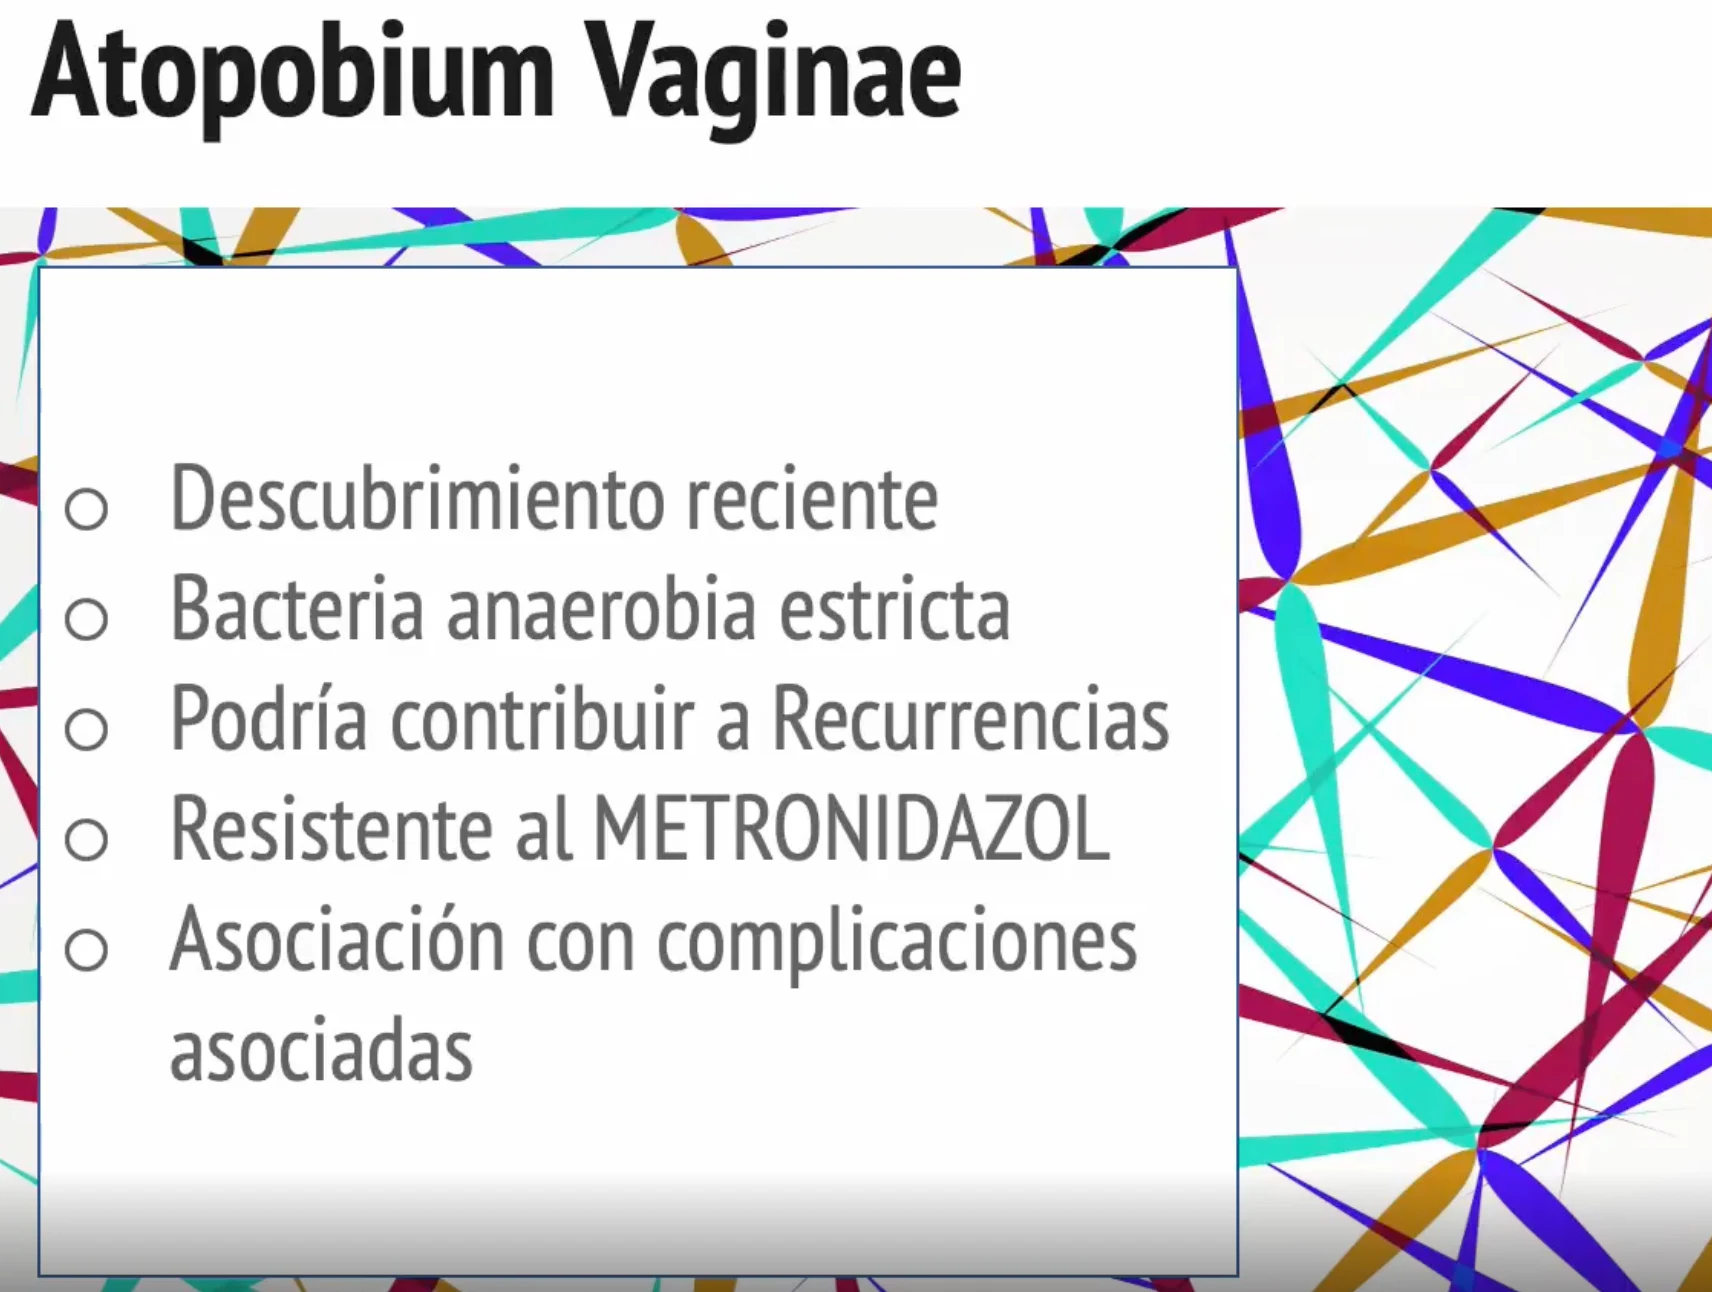 Atopobium Vaginae
Descubrimiento reciente
Bacteria anaerobia estricta
Podría contribuir a Recurrencias
Resistente al METRONIDAZOL
Asociación con complicaciones
asociadas